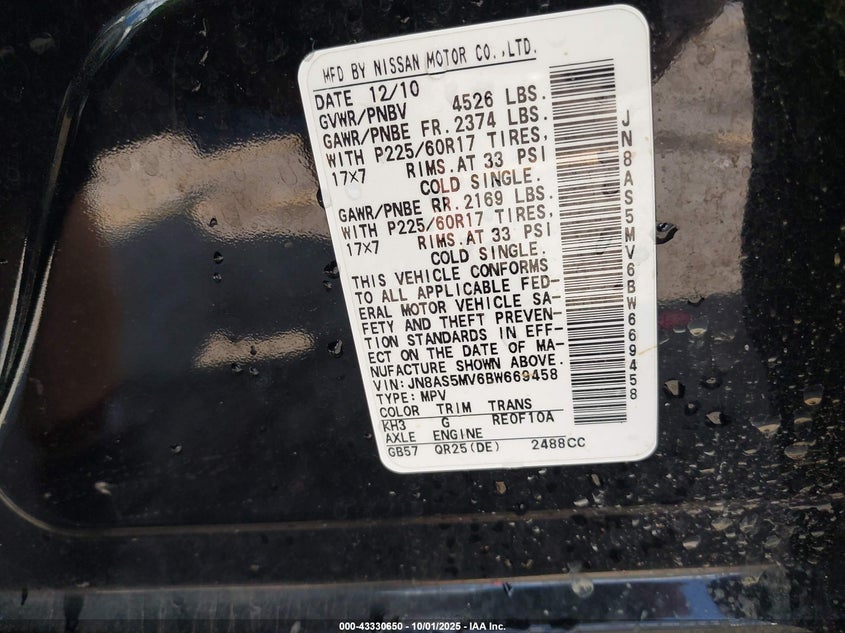 MFD BY NISSAN MOTOR CO.,LTD.
DATE 12/10
GVWR/PNBV 4526 LBS.
GAWR/PNBE FR. 2374 LBS.
WITH P225/60R17 TIRES,
17x7 RIMS.AT 33 PSI
COLD SINGLE.
GAWR/PNBE RR. 2169 LBS.
WITH P225/60R17 TIRES,
17x7 RIMS.AT 33 PSI
COLD SINGLE.
THIS VEHICLE CONFORMS
TO ALL APPLICABLE FED-
ERAL MOTOR VEHICLE SA-
FETY AND THEFT PREVEN-
TION STANDARDS IN EFF-
ECT ON THE DATE OF MA-
NUFACTURE SHOWN ABOVE.
VIN: JN8AS5MV6BW669458
TYPE: MPV
COLOR TRIM TRANS
KH3 G RE0F10A
AXLE ENGINE
GB57 QR25(DE) 2488CC
JN8AS5MV6BW669458
000-43330650 - 10/01/2025 - IAA Inc.